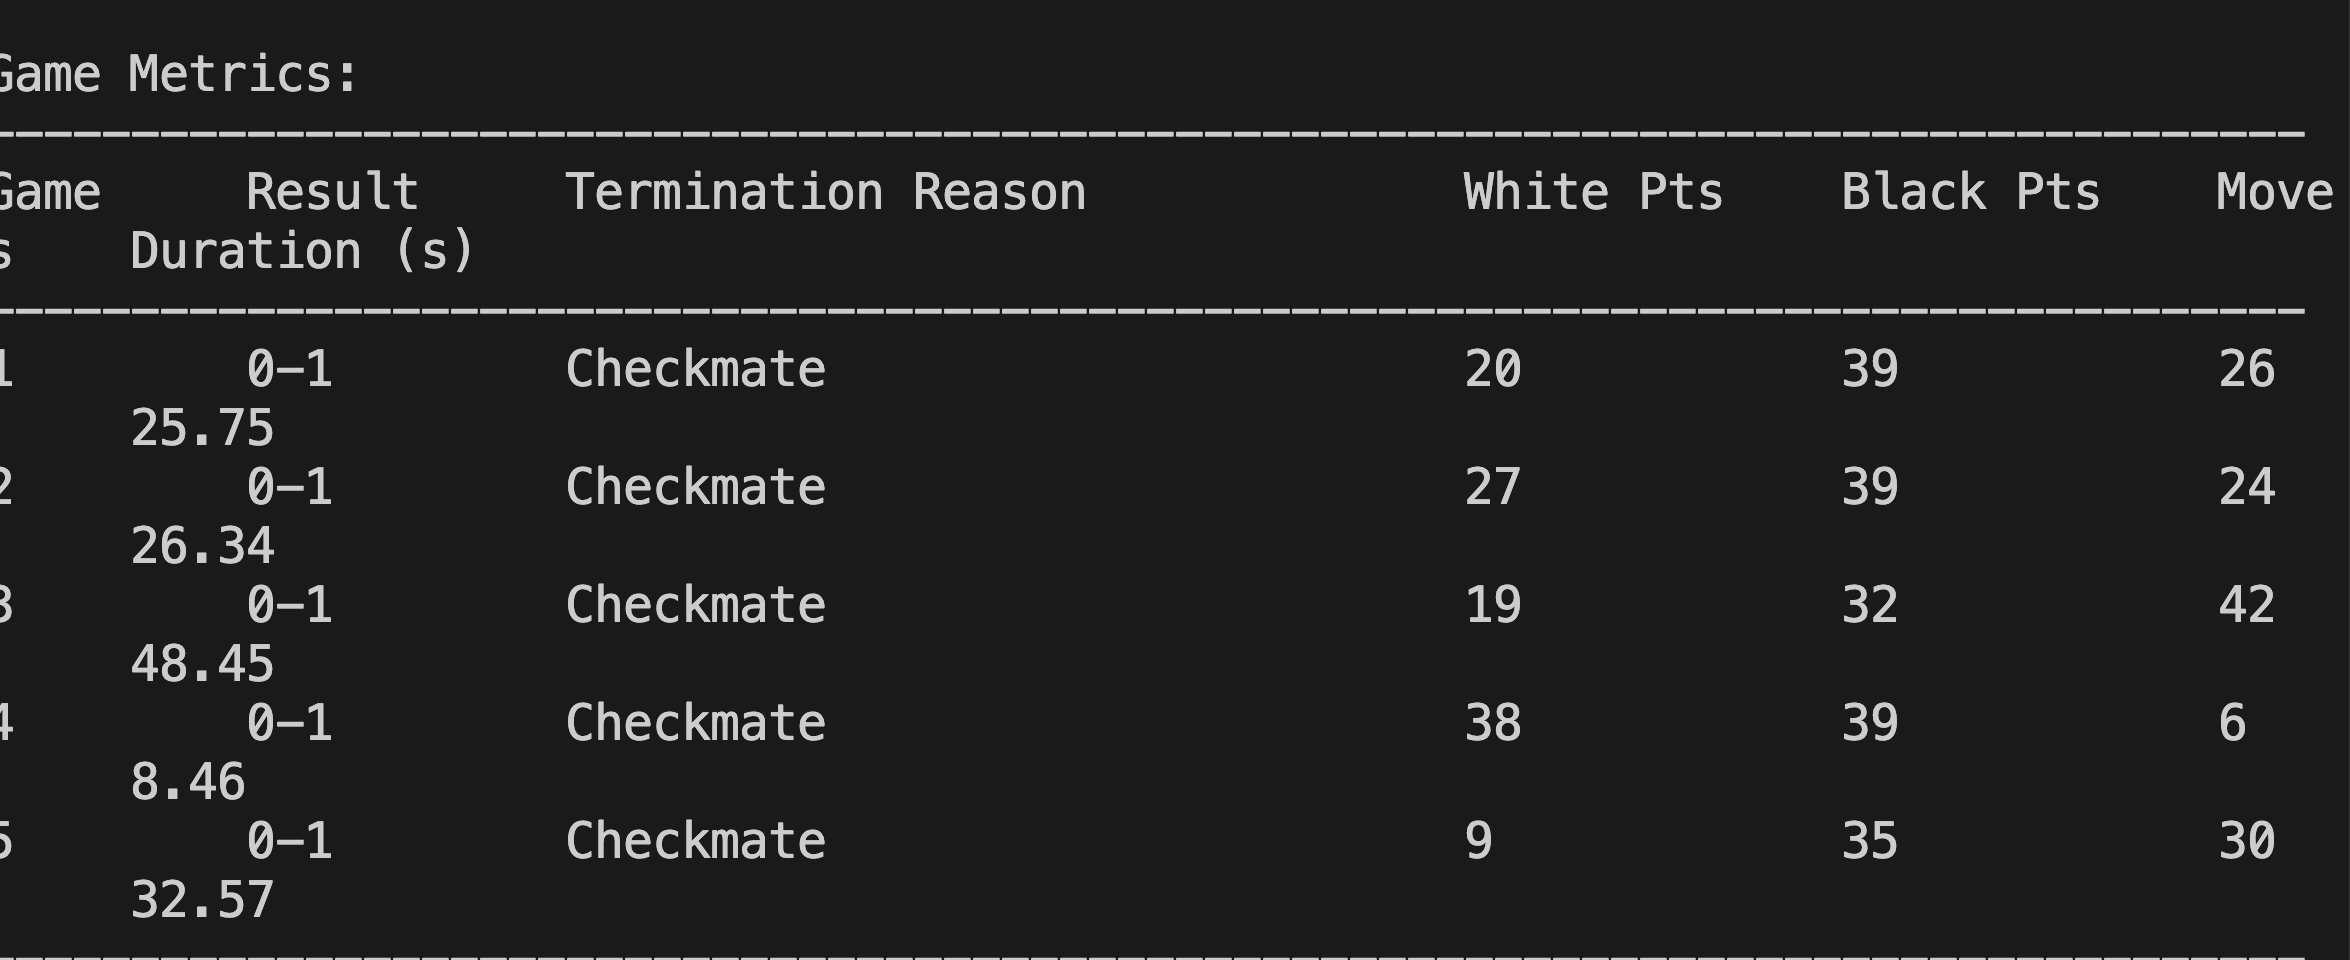 Game Metrics:
--------------------------------------------------------------------------------
Game     Result     Termination Reason             White Pts    Black Pts    Move
s    Duration (s)
--------------------------------------------------------------------------------
1        0-1        Checkmate                      20           39           26
    25.75
2        0-1        Checkmate                      27           39           24
    26.34
3        0-1        Checkmate                      19           32           42
    48.45
4        0-1        Checkmate                      38           39           6
    8.46
5        0-1        Checkmate                      9            35           30
    32.57
--------------------------------------------------------------------------------